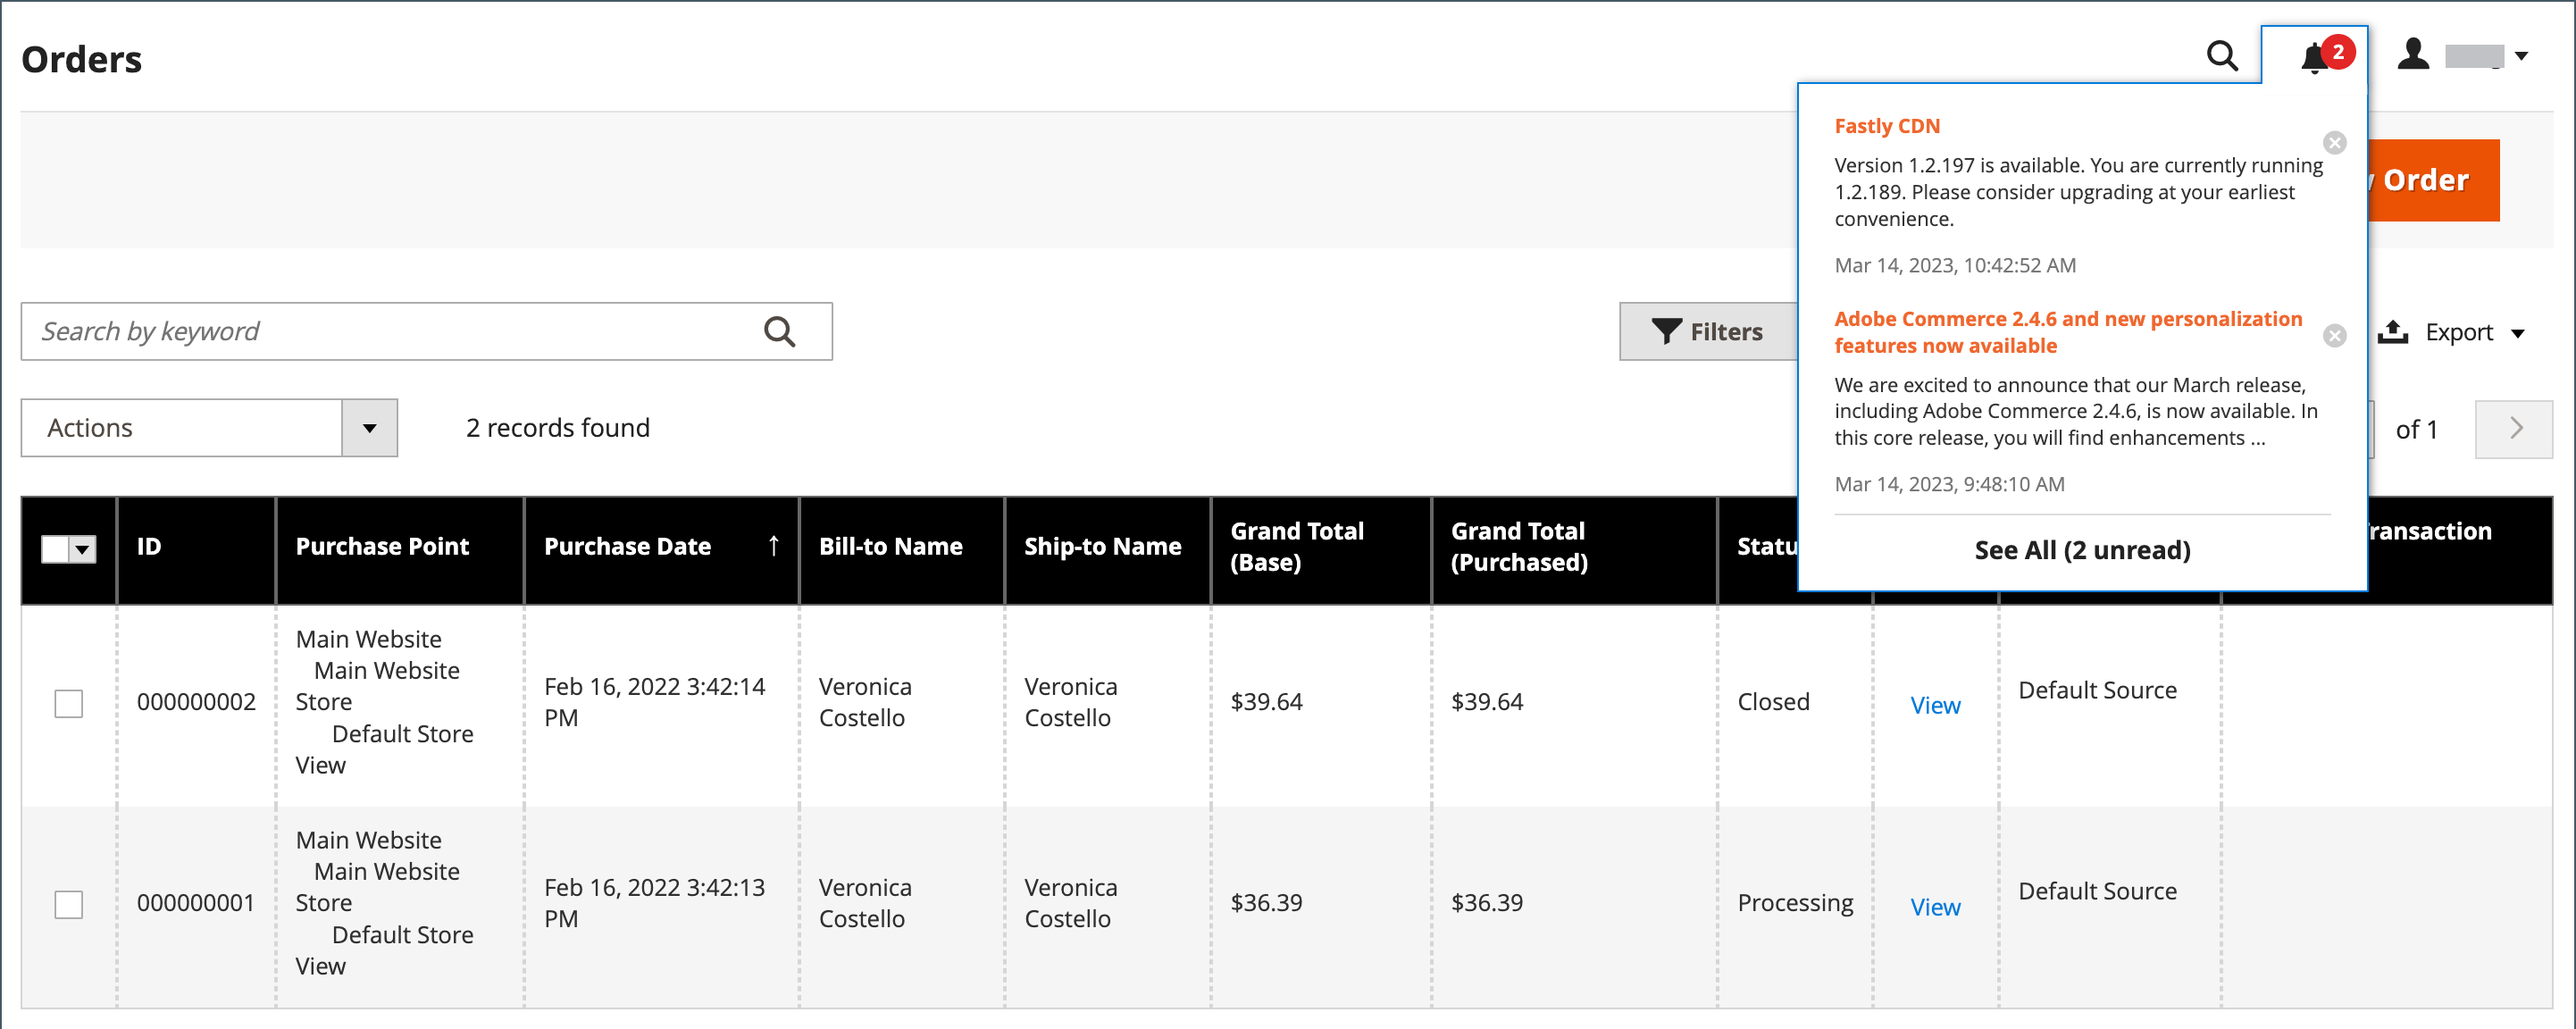 Orders
2
Fastly CDN
Version 1.2.197 is available. You are currently running
1.2.189. Please consider upgrading at your earliest
convenience.
Mar 14, 2023, 10:42:52 AM
Adobe Commerce 2.4.6 and new personalization
features now available
We are excited to announce that our March release,
including Adobe Commerce 2.4.6, is now available. In
this core release, you will find enhancements ...
Mar 14, 2023, 9:48:10 AM
See All (2 unread)
Order
Search by keyword
Filters
Export
Actions
2 records found
of 1
ID
Purchase Point
Purchase Date ↑
Bill-to Name
Ship-to Name
Grand Total
(Base)
Grand Total
(Purchased)
Statu
ransaction
000000002
Main Website
Main Website
Store
Default Store
View
Feb 16, 2022 3:42:14
PM
Veronica
Costello
Veronica
Costello
$39.64
$39.64
Closed
View
Default Source
000000001
Main Website
Main Website
Store
Default Store
View
Feb 16, 2022 3:42:13
PM
Veronica
Costello
Veronica
Costello
$36.39
$36.39
Processing
View
Default Source